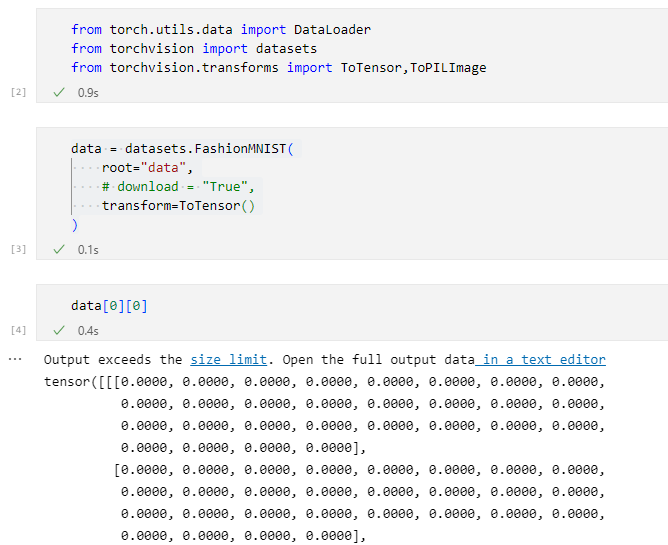 from torch.utils.data import DataLoader
from torchvision import datasets
from torchvision.transforms import ToTensor,ToPILImage
[2] ✓ 0.9s
data = datasets.FashionMNIST(
    root="data",
    # download = "True",
    transform=ToTensor()
)
[3] ✓ 0.1s
data[0][0]
[4] ✓ 0.4s
... Output exceeds the size limit. Open the full output data in a text editor
tensor([[[0.0000, 0.0000, 0.0000, 0.0000, 0.0000, 0.0000, 0.0000, 0.0000,
          0.0000, 0.0000, 0.0000, 0.0000, 0.0000, 0.0000, 0.0000, 0.0000,
          0.0000, 0.0000, 0.0000, 0.0000, 0.0000, 0.0000, 0.0000, 0.0000,
          0.0000, 0.0000, 0.0000, 0.0000],
         [0.0000, 0.0000, 0.0000, 0.0000, 0.0000, 0.0000, 0.0000, 0.0000,
          0.0000, 0.0000, 0.0000, 0.0000, 0.0000, 0.0000, 0.0000, 0.0000,
          0.0000, 0.0000, 0.0000, 0.0000, 0.0000, 0.0000, 0.0000, 0.0000,
          0.0000, 0.0000, 0.0000, 0.0000],